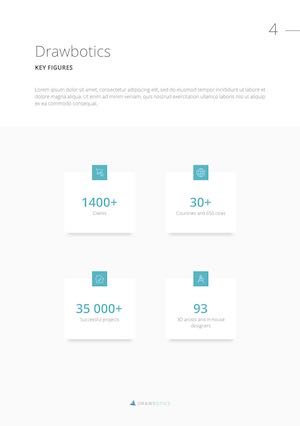 4
Drawbotics
KEY FIGURES
Lorem ipsum dolor sit amet, consectetur adipiscing elit, sed do eiusmod tempor incididunt ut labore et dolore magna aliqua. Ut enim ad minim veniam, quis nostrud exercitation ullamco laboris nisi ut aliquip ex ea commodo consequat.
1400+
Clients
30+
Countries and 650 cities
35 000+
Successful projects
93
3D artists and in-house
designers
DRAWBOTICS